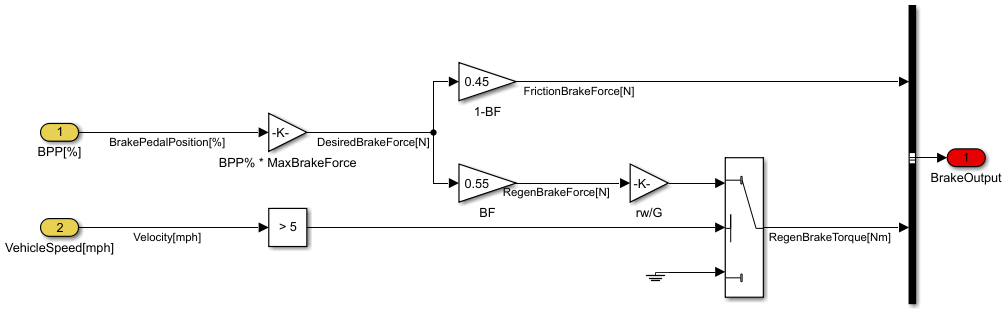 0.45
FrictionBrakeForce[N]
1-BF
1
BPP[%]
BrakePedalPosition[%]
-K-
BPP% * MaxBrakeForce
DesiredBrakeForce[N]
0.55
BF
RegenBrakeForce[N]
-K-
rw/G
1
BrakeOutput
2
VehicleSpeed[mph]
Velocity[mph]
> 5
RegenBrakeTorque[Nm]